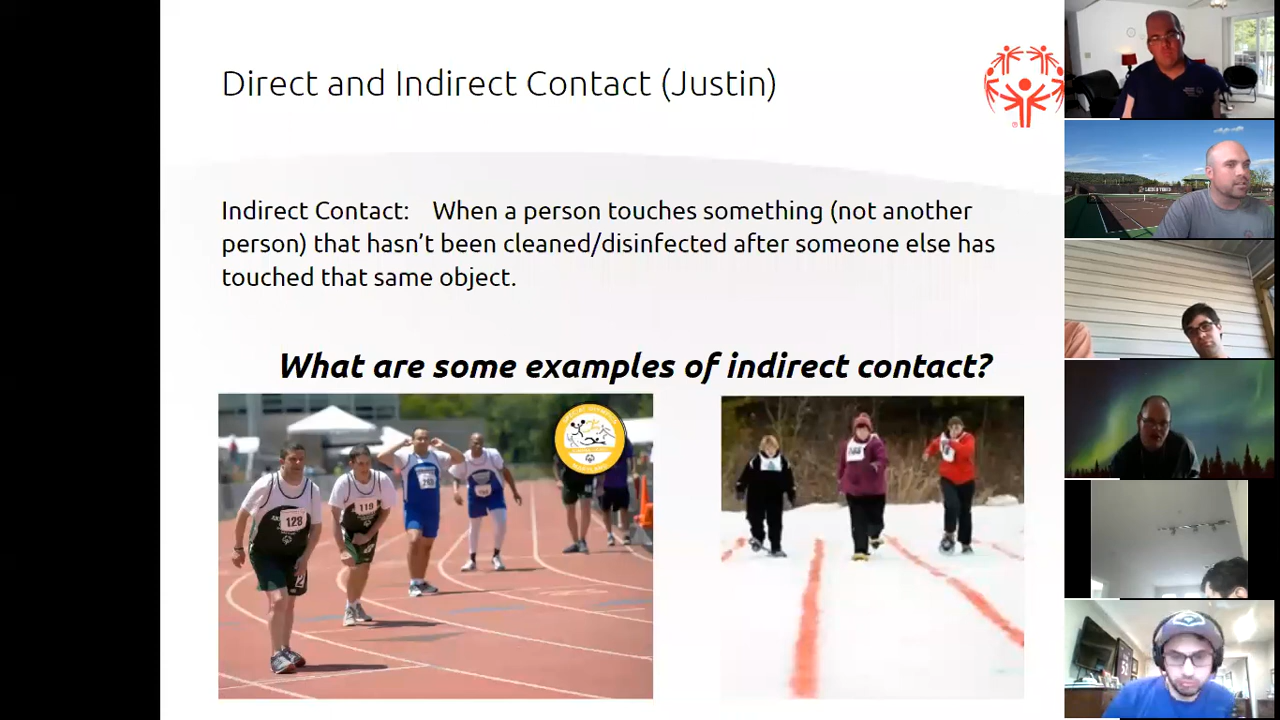 Direct and Indirect Contact (Justin)
Indirect Contact: When a person touches something (not another
person) that hasn't been cleaned/disinfected after someone else has
touched that same object.
What are some examples of indirect contact?
128
119